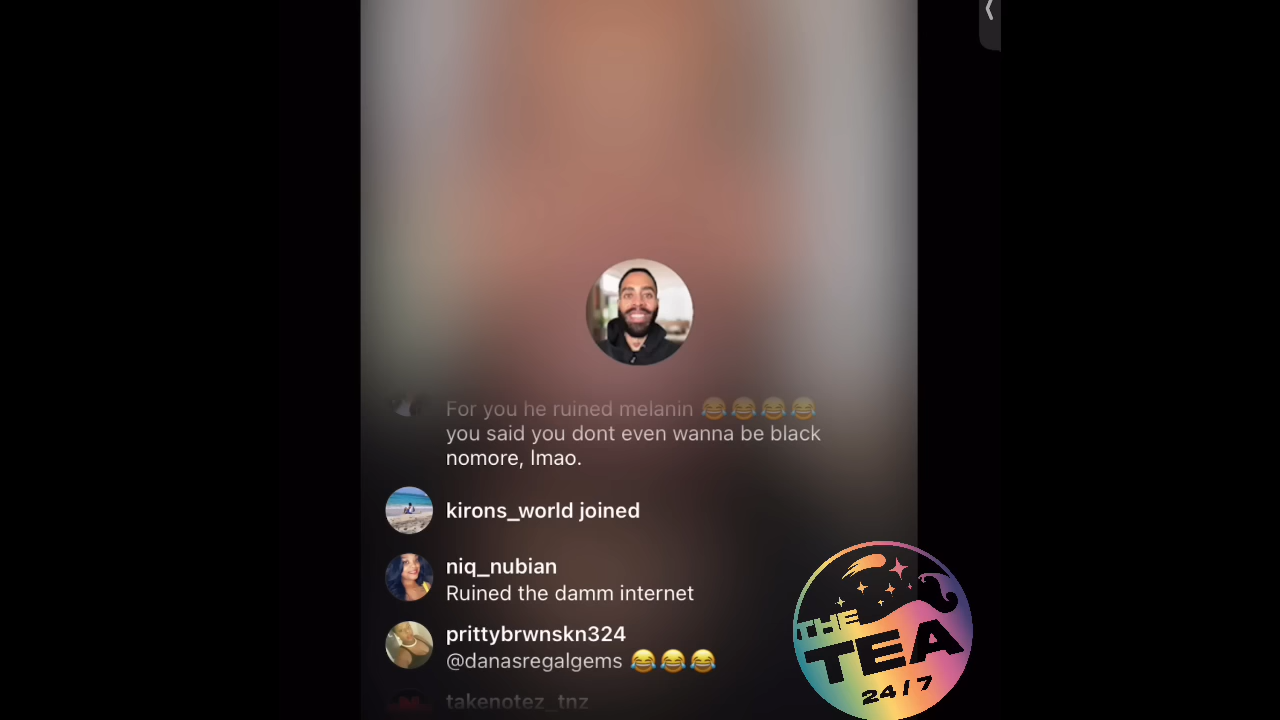 For you he ruined melanin 😂😂😂😂
you said you dont even wanna be black
nomore, lmao.
kirons_world joined
niq_nubian
Ruined the damm internet
prittybrwnskn324
@danasregalgems 😂😂😂
takenotez_tnz
THE
TEA
24/7